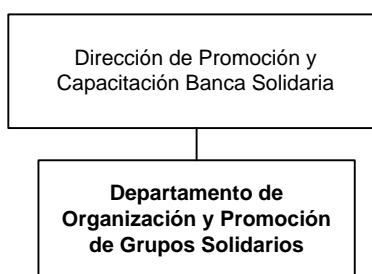 Dirección de Promoción y
Capacitación Banca Solidaria
Departamento de
Organización y Promoción
de Grupos Solidarios